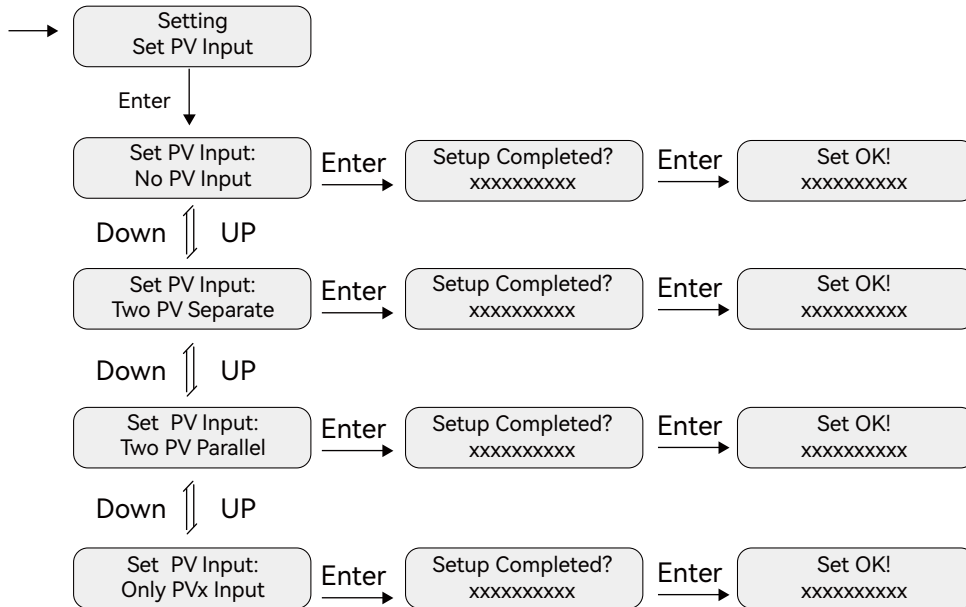 Setting
Set PV Input
Enter
Set PV Input:
No PV Input
Enter
Setup Completed?
xxxxxxxxxx
Enter
Set OK!
xxxxxxxxxx
Down UP
Set PV Input:
Two PV Separate
Enter
Setup Completed?
xxxxxxxxxx
Enter
Set OK!
xxxxxxxxxx
Down UP
Set PV Input:
Two PV Parallel
Enter
Setup Completed?
xxxxxxxxxx
Enter
Set OK!
xxxxxxxxxx
Down UP
Set PV Input:
Only PVx Input
Enter
Setup Completed?
xxxxxxxxxx
Enter
Set OK!
xxxxxxxxxx